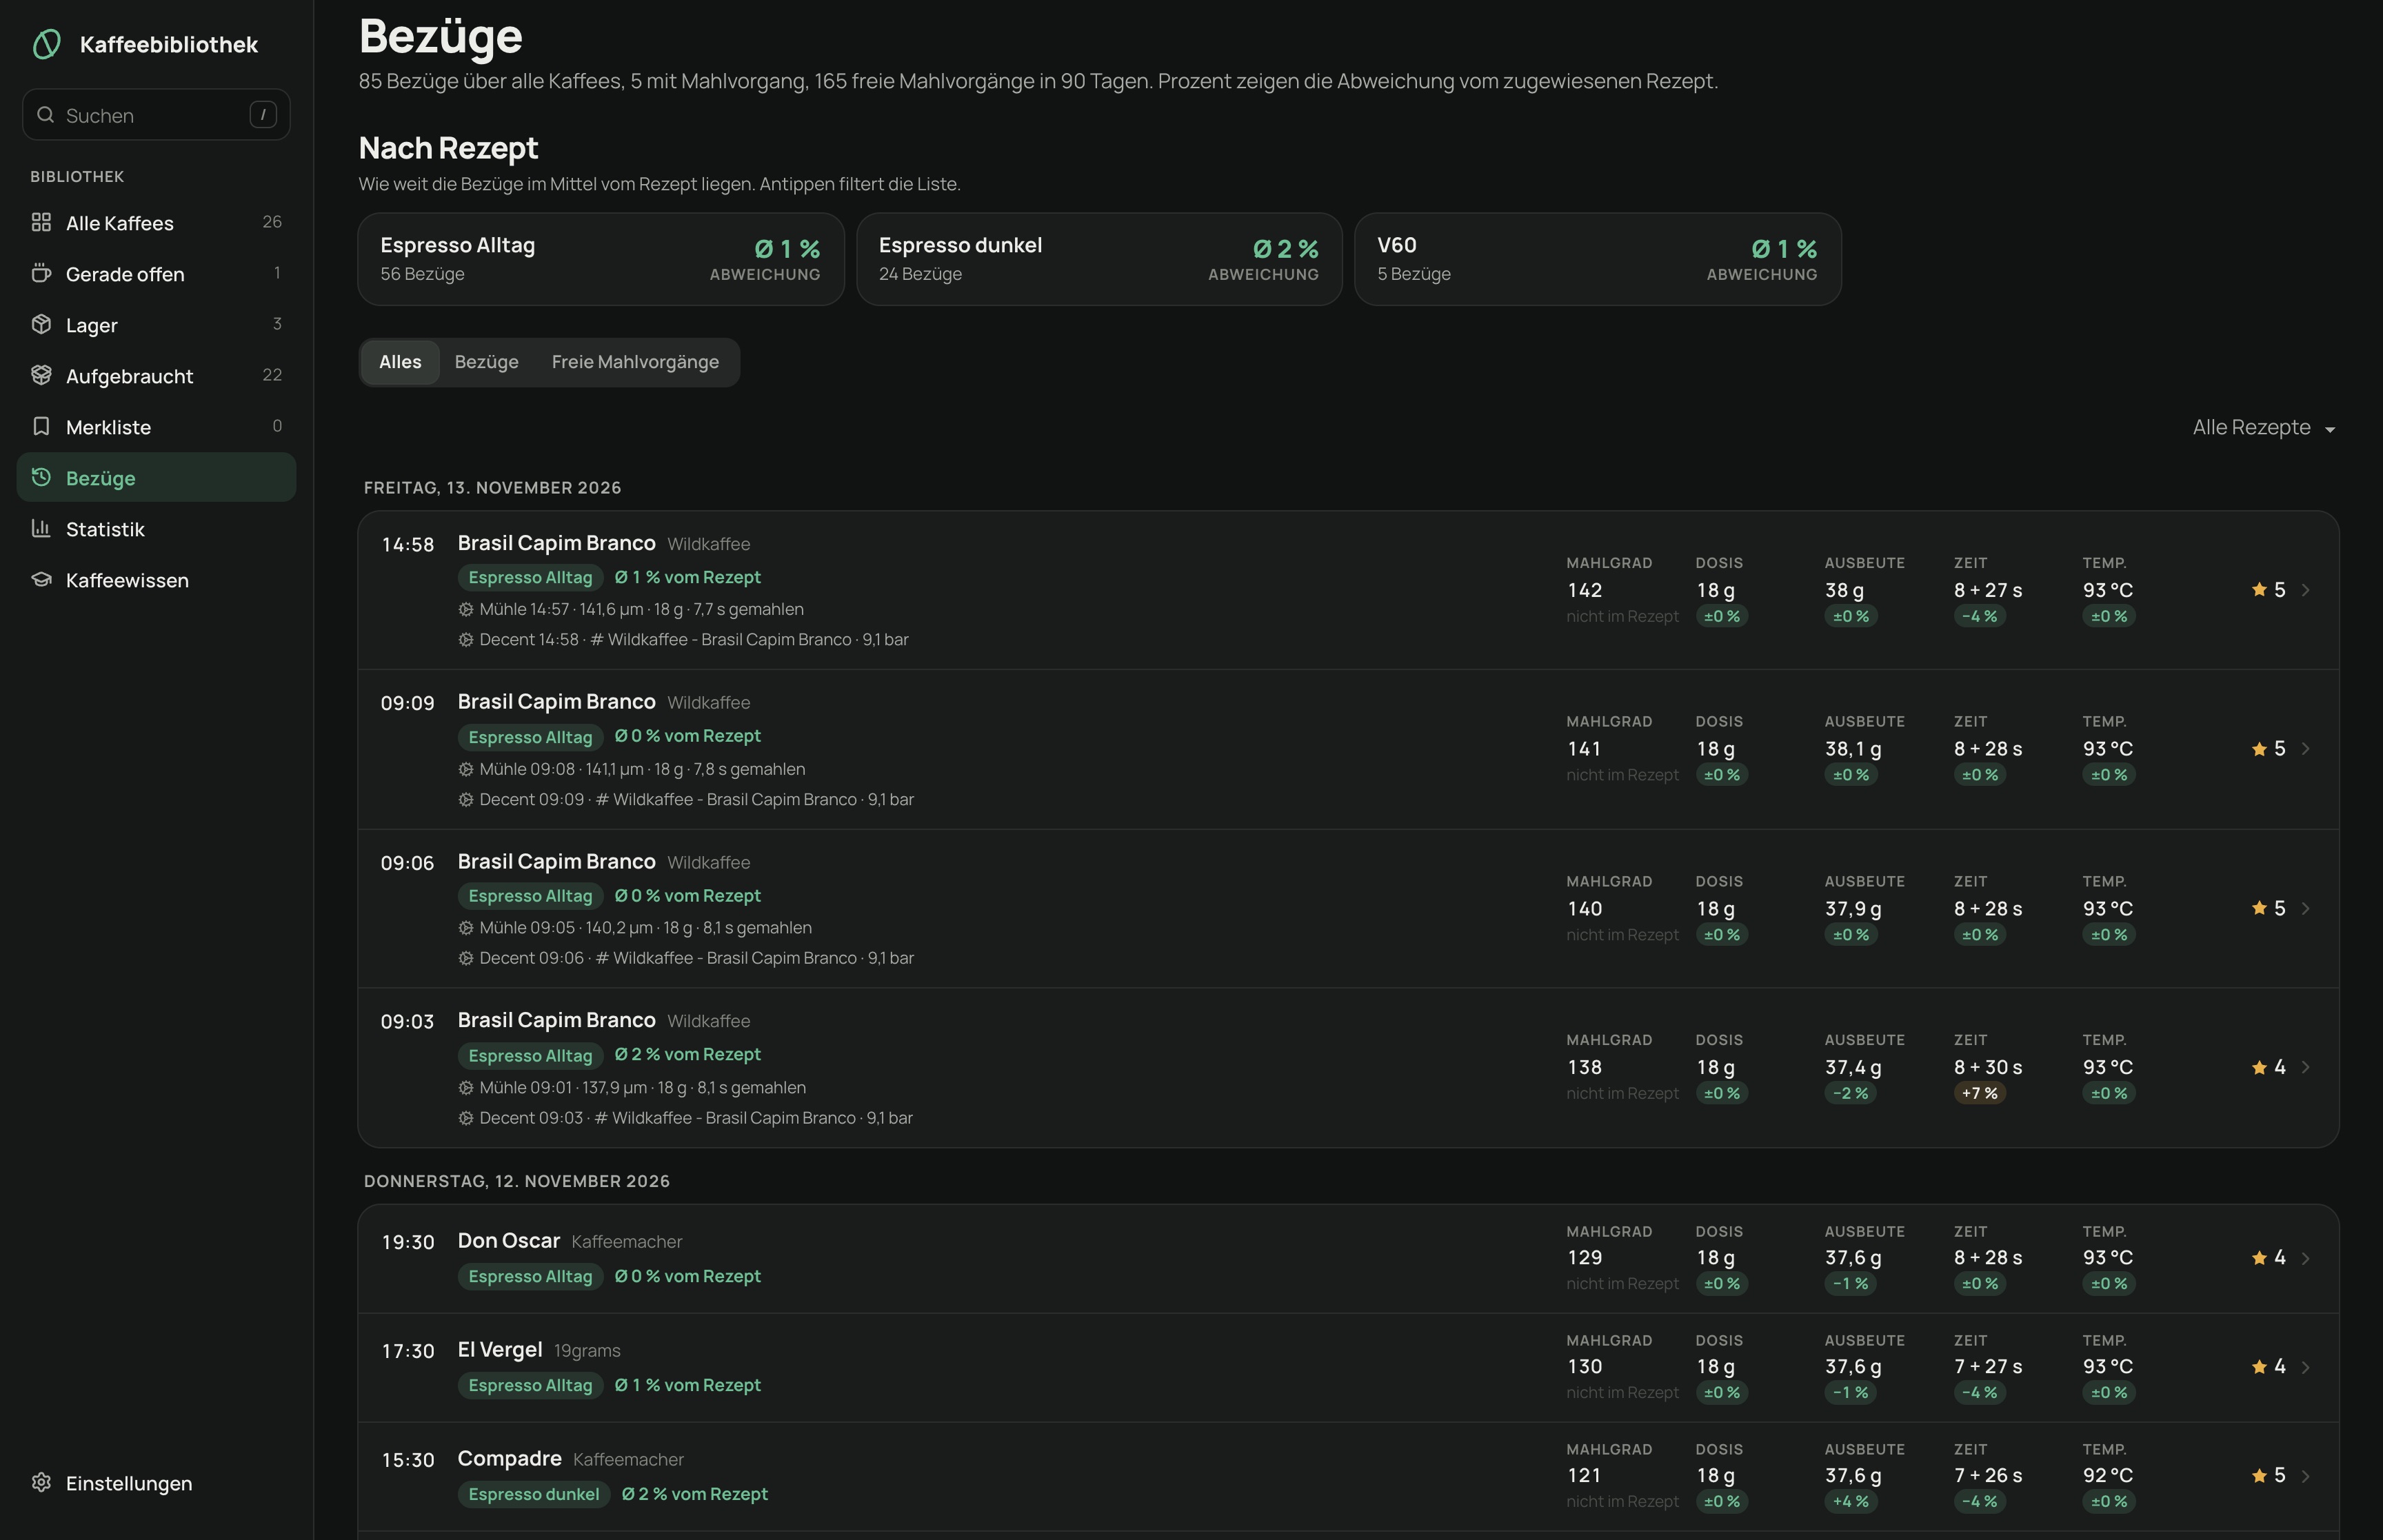 Kaffeebibliothek
Suchen /
BIBLIOTHEK
Alle Kaffees 26
Gerade offen 1
Lager 3
Aufgebraucht 22
Merkliste 0
Bezüge
Statistik
Kaffeewissen
Einstellungen
Bezüge
85 Bezüge über alle Kaffees, 5 mit Mahlvorgang, 165 freie Mahlvorgänge in 90 Tagen. Prozent zeigen die Abweichung vom zugewiesenen Rezept.
Nach Rezept
Wie weit die Bezüge im Mittel vom Rezept liegen. Antippen filtert die Liste.
Espresso Alltag Ø 1 %
56 Bezüge ABWEICHUNG
Espresso dunkel Ø 2 %
24 Bezüge ABWEICHUNG
V60 Ø 1 %
5 Bezüge ABWEICHUNG
Alles Bezüge Freie Mahlvorgänge
Alle Rezepte
FREITAG, 13. NOVEMBER 2026
14:58 Brasil Capim Branco Wildkaffee
Espresso Alltag Ø 1 % vom Rezept
Mühle 14:57 · 141,6 µm · 18 g · 7,7 s gemahlen
Decent 14:58 · # Wildkaffee - Brasil Capim Branco · 9,1 bar
MAHLGRAD DOSIS AUSBEUTE ZEIT TEMP.
142 18 g 38 g 8 + 27 s 93 °C ★ 5
nicht im Rezept ±0 % ±0 % −4 % ±0 %
09:09 Brasil Capim Branco Wildkaffee
Espresso Alltag Ø 0 % vom Rezept
Mühle 09:08 · 141,1 µm · 18 g · 7,8 s gemahlen
Decent 09:09 · # Wildkaffee - Brasil Capim Branco · 9,1 bar
MAHLGRAD DOSIS AUSBEUTE ZEIT TEMP.
141 18 g 38,1 g 8 + 28 s 93 °C ★ 5
nicht im Rezept ±0 % ±0 % ±0 % ±0 %
09:06 Brasil Capim Branco Wildkaffee
Espresso Alltag Ø 0 % vom Rezept
Mühle 09:05 · 140,2 µm · 18 g · 8,1 s gemahlen
Decent 09:06 · # Wildkaffee - Brasil Capim Branco · 9,1 bar
MAHLGRAD DOSIS AUSBEUTE ZEIT TEMP.
140 18 g 37,9 g 8 + 28 s 93 °C ★ 5
nicht im Rezept ±0 % ±0 % ±0 % ±0 %
09:03 Brasil Capim Branco Wildkaffee
Espresso Alltag Ø 2 % vom Rezept
Mühle 09:01 · 137,9 µm · 18 g · 8,1 s gemahlen
Decent 09:03 · # Wildkaffee - Brasil Capim Branco · 9,1 bar
MAHLGRAD DOSIS AUSBEUTE ZEIT TEMP.
138 18 g 37,4 g 8 + 30 s 93 °C ★ 4
nicht im Rezept ±0 % −2 % +7 % ±0 %
DONNERSTAG, 12. NOVEMBER 2026
19:30 Don Oscar Kaffeemacher
Espresso Alltag Ø 0 % vom Rezept
MAHLGRAD DOSIS AUSBEUTE ZEIT TEMP.
129 18 g 37,6 g 8 + 28 s 93 °C ★ 4
nicht im Rezept ±0 % −1 % ±0 % ±0 %
17:30 El Vergel 19grams
Espresso Alltag Ø 1 % vom Rezept
MAHLGRAD DOSIS AUSBEUTE ZEIT TEMP.
130 18 g 37,6 g 7 + 27 s 93 °C ★ 4
nicht im Rezept ±0 % −1 % −4 % ±0 %
15:30 Compadre Kaffeemacher
Espresso dunkel Ø 2 % vom Rezept
MAHLGRAD DOSIS AUSBEUTE ZEIT TEMP.
121 18 g 37,6 g 7 + 26 s 92 °C ★ 5
nicht im Rezept ±0 % +4 % −4 % ±0 %